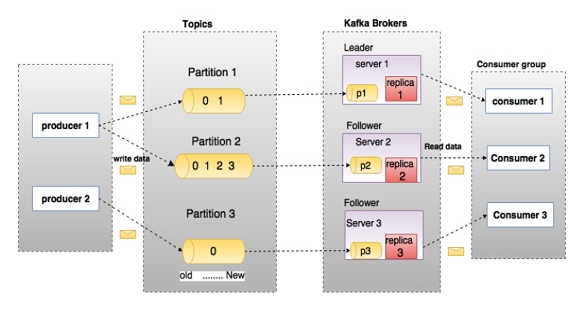 Topics
Kafka Brokers
Consumer group
producer 1
write data
producer 2
Partition 1
0 1
Partition 2
0 1 2 3
Partition 3
0
old ........ New
Leader
server 1
p1
replica
1
Follower
Server 2
p2
replica
2
Follower
Server 3
p3
replica
3
Read data
consumer 1
Consumer 2
Consumer 3